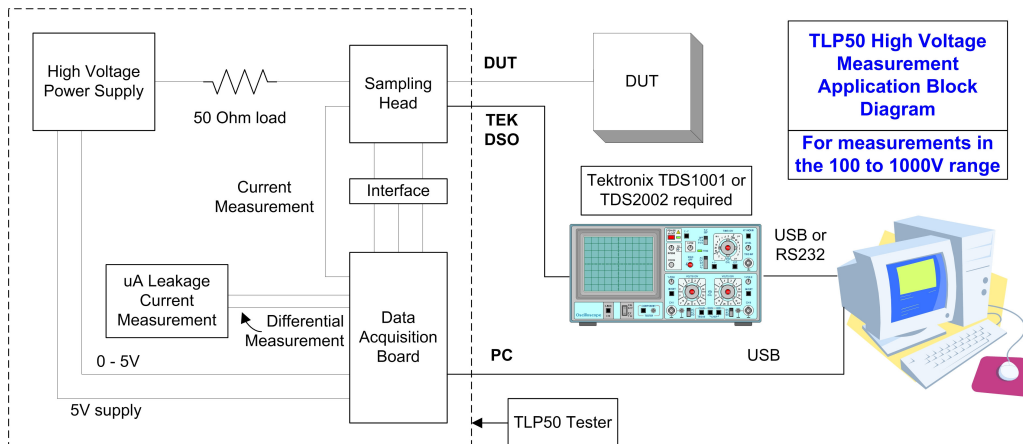 High Voltage
Power Supply
50 Ohm load
Sampling
Head
DUT
TEK
DSO
DUT
TLP50 High Voltage
Measurement
Application Block
Diagram
For measurements in
the 100 to 1000V range
Current
Measurement
Interface
Tektronix TDS1001 or
TDS2002 required
USB or
RS232
uA Leakage
Current
Measurement
Differential
Measurement
Data
Acquisition
Board
Oscilloscope
0 - 5V
PC
USB
5V supply
TLP50 Tester